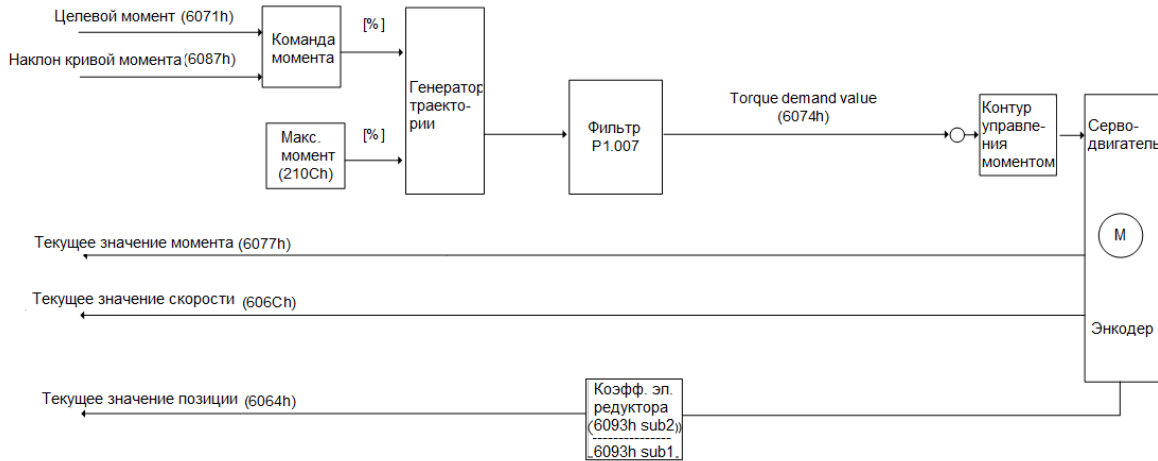 Целевой момент (6071h)
Наклон кривой момента (6087h)
Команда
момента
[%]
Макс.
момент
(210Ch)
[%]
Генератор
траекто-
рии
Фильтр
P1.007
Torque demand value
(6074h)
Контур
управле-
ния
моментом
Серво-
двигатель
M
Энкодер
Текущее значение момента (6077h)
Текущее значение скорости (606Ch)
Текущее значение позиции (6064h)
Коэфф. эл.
редуктора
(6093h sub2))
---------------
6093h sub1